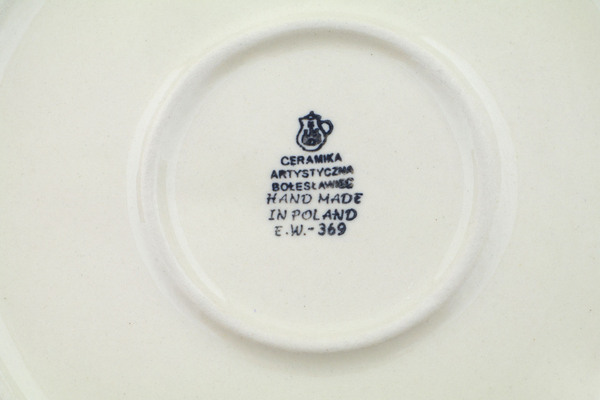 CERAMIKA
ARTYSTYCZNA
BOLESŁAWIEC
HAND MADE
IN POLAND
E.W.-369